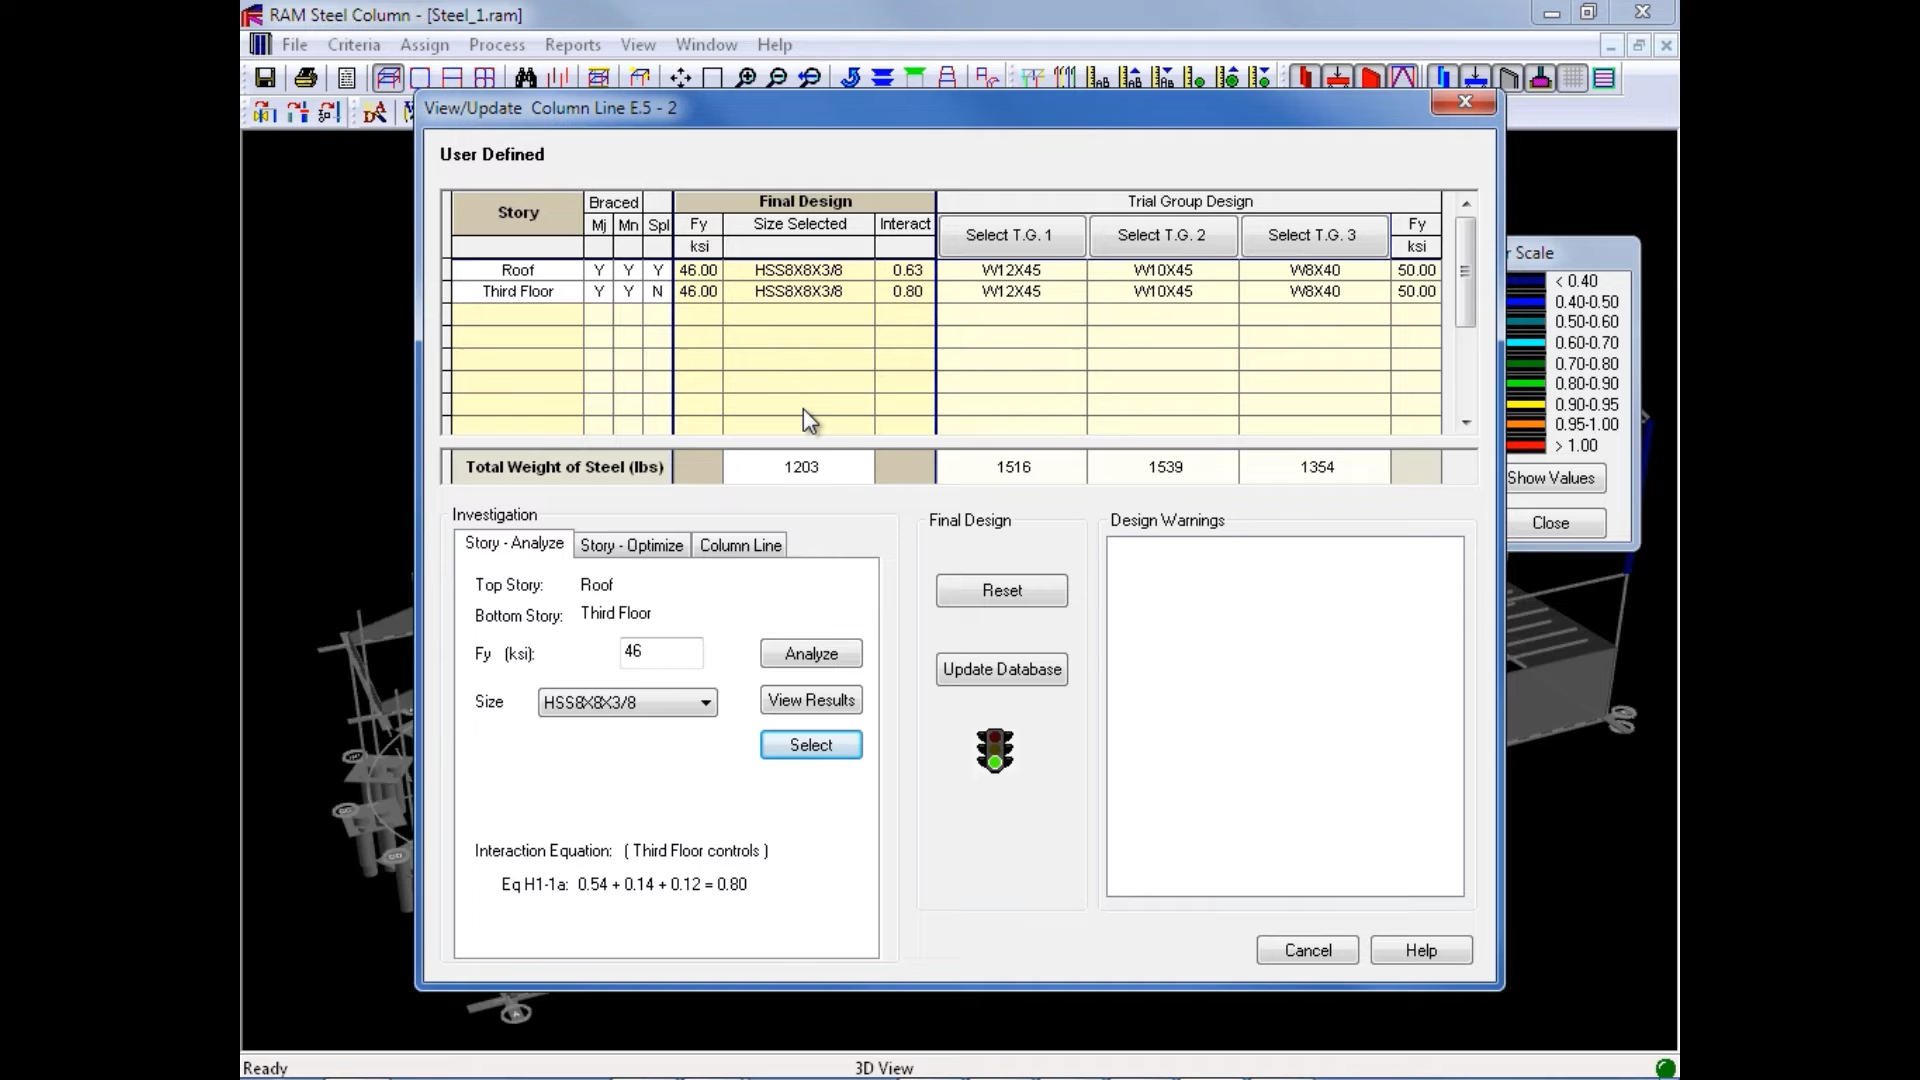 RAM Steel Column - [Steel_1.ram]
File Criteria Assign Process Reports View Window Help
View/Update Column Line E.5 - 2
User Defined
Story Braced Final Design Trial Group Design
Mj Mn Spl Fy Size Selected Interact Select T.G. 1 Select T.G. 2 Select T.G. 3 Fy
ksi ksi
Roof Y Y Y 46.00 HSS8X8X3/8 0.63 W12X45 W10X45 W8X40 50.00
Third Floor Y Y N 46.00 HSS8X8X3/8 0.80 W12X45 W10X45 W8X40 50.00
Total Weight of Steel (lbs) 1203 1516 1539 1354
Investigation
Story - Analyze Story - Optimize Column Line
Top Story: Roof
Bottom Story: Third Floor
Fy (ksi): 46 Analyze
Size HSS8X8X3/8 View Results
Select
Interaction Equation: ( Third Floor controls )
Eq H1-1a: 0.54 + 0.14 + 0.12 = 0.80
Final Design
Reset
Update Database
Design Warnings
Cancel Help
r Scale
< 0.40
0.40-0.50
0.50-0.60
0.60-0.70
0.70-0.80
0.80-0.90
0.90-0.95
0.95-1.00
> 1.00
Show Values
Close
Ready 3D View